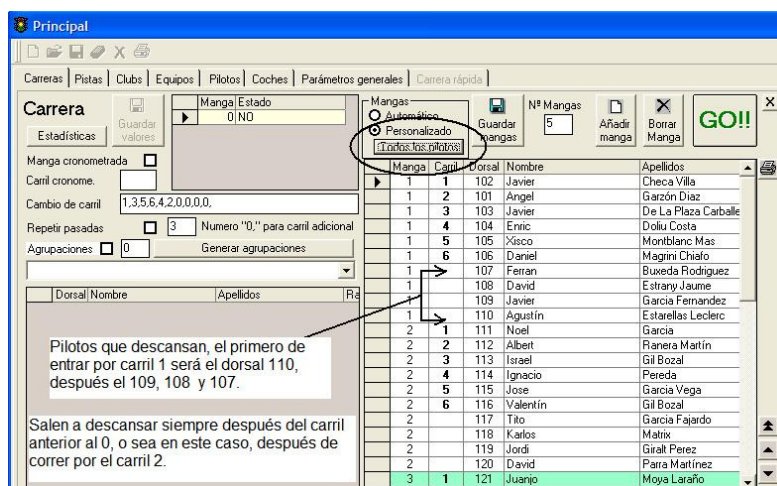 Principal
Carreras Pistas Clubs Equipos Pilotos Coches Parámetros generales Carrera rápida
Carrera
Estadísticas
Guardar valores
Manga Estado
0 NO
Manga cronometrada
Carril cronome.
Cambio de carril 1,3,5,6,4,2,0,0,0,0,
Repetir pasadas 3 Numero "0," para carril adicional
Agrupaciones 0 Generar agrupaciones
Dorsal Nombre Apellidos Ra
Pilotos que descansan, el primero de
entrar por carril 1 será el dorsal 110,
después el 109, 108 y 107.
Salen a descansar siempre después del carril
anterior al 0, o sea en este caso, después de
correr por el carril 2.
Mangas
Automático
Personalizado
Todos los pilotos
Guardar mangas
Nª Mangas
5
Añadir manga
Borrar Manga
GO!!
Manga Carril Dorsal Nombre Apellidos
1 1 102 Javier Checa Villa
1 2 101 Angel Garzón Diaz
1 3 103 Javier De La Plaza Carballe
1 4 104 Enric Doliu Costa
1 5 105 Xisco Montblanc Mas
1 6 106 Daniel Magrini Chiafo
1 107 Ferran Buxeda Rodriguez
1 108 David Estrany Jaume
1 109 Javier Garcia Fernandez
1 110 Agustín Estarellas Leclerc
2 1 111 Noel Garcia
2 2 112 Albert Ranera Martín
2 3 113 Israel Gil Bozal
2 4 114 Ignacio Pereda
2 5 115 Jose Garcia Vega
2 6 116 Valentín Gil Bozal
2 117 Tito Garcia Fajardo
2 118 Karlos Matrix
2 119 Jordi Giralt Perez
2 120 David Parra Martínez
3 1 121 Juanjo Moya Laraño